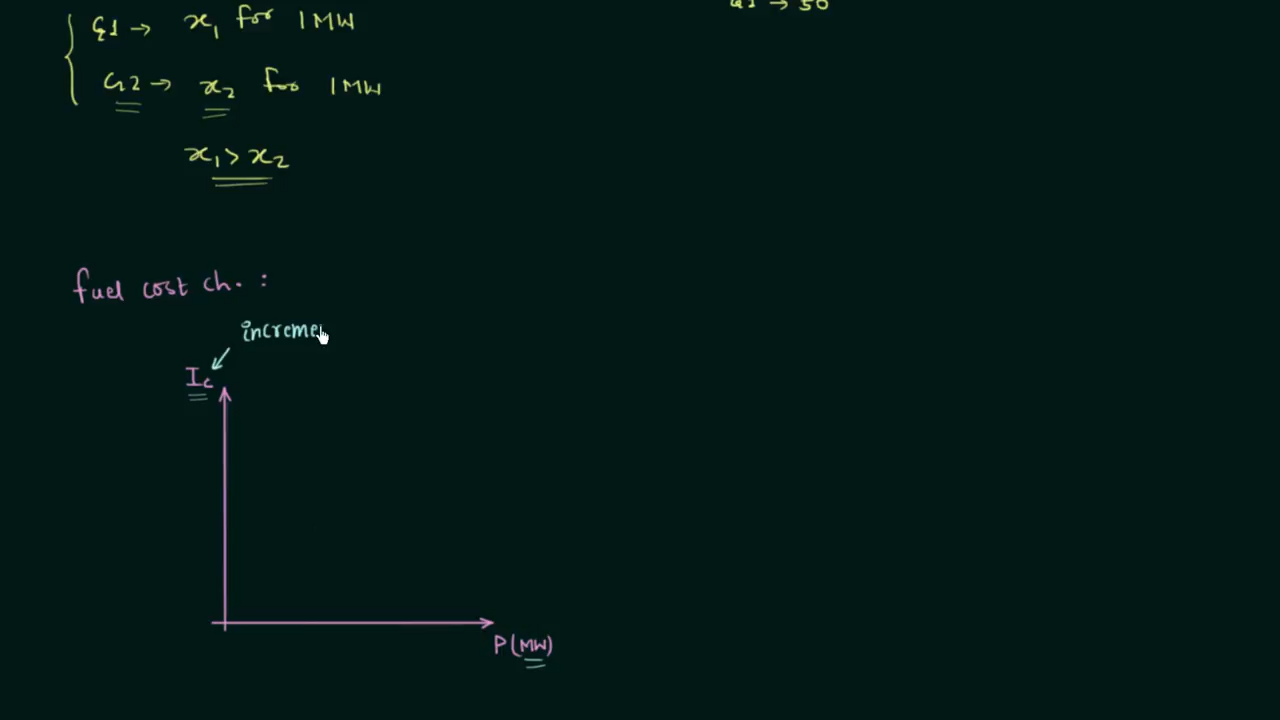 G1 → x₁ for 1MW
G2 → x₂ for 1MW
x₁ > x₂
fuel cost ch. :
increme
Ic
P(MW)